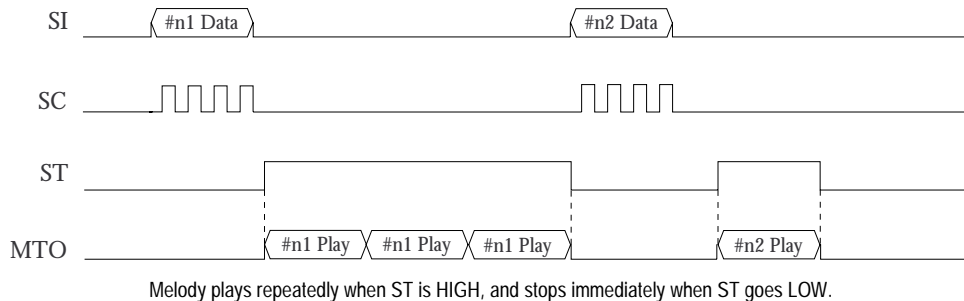 SI #n1 Data #n2 Data
SC
ST
MTO #n1 Play #n1 Play #n1 Play #n2 Play
Melody plays repeatedly when ST is HIGH, and stops immediately when ST goes LOW.